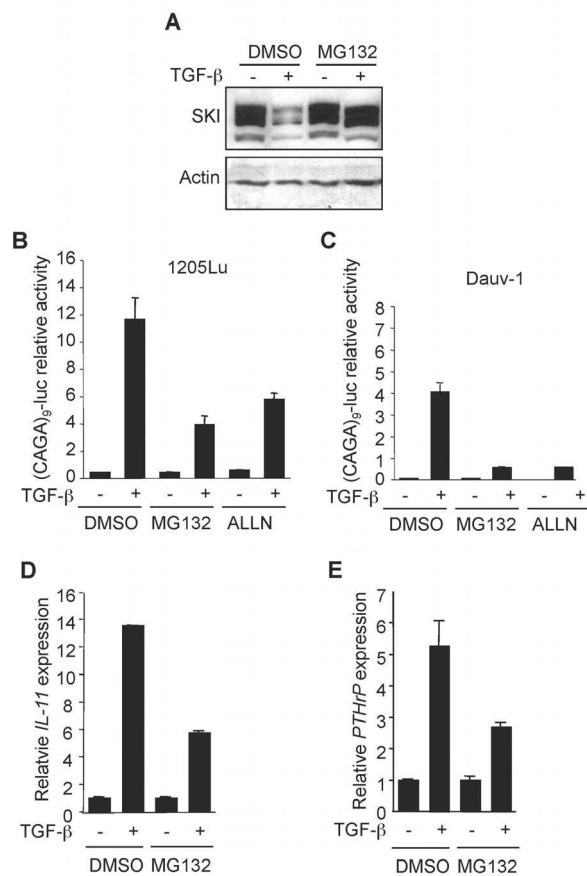 A
DMSO MG132
TGF-β - + - +
SKI
Actin
B
1205Lu
(CAGA)9-luc relative activity
16
14
12
10
8
6
4
2
0
TGF-β - + - + - +
DMSO MG132 ALLN
C
Dauv-1
(CAGA)9-luc relative activity
8
7
6
5
4
3
2
1
0
TGF-β - + - + - +
DMSO MG132 ALLN
D
Relatvie IL-11 expression
16
14
12
10
8
6
4
2
0
TGF-β - + - +
DMSO MG132
E
Relative PTHrP expression
7
6
5
4
3
2
1
0
TGF-β - + - +
DMSO MG132